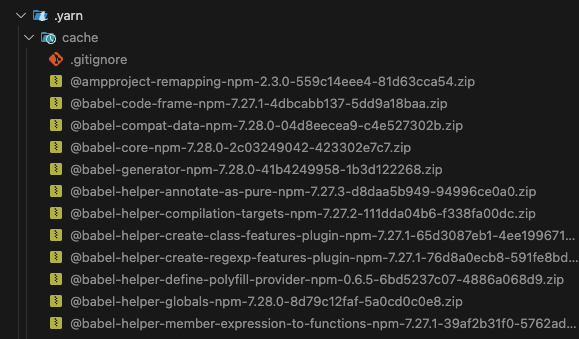 .yarn
cache
.gitignore
@ampproject-remapping-npm-2.3.0-559c14eee4-81d63cca54.zip
@babel-code-frame-npm-7.27.1-4dbcabb137-5dd9a18baa.zip
@babel-compat-data-npm-7.28.0-04d8eecea9-c4e527302b.zip
@babel-core-npm-7.28.0-2c03249042-423302e7c7.zip
@babel-generator-npm-7.28.0-41b4249958-1b3d122268.zip
@babel-helper-annotate-as-pure-npm-7.27.3-d8daa5b949-94996ce0a0.zip
@babel-helper-compilation-targets-npm-7.27.2-111dda04b6-f338fa00dc.zip
@babel-helper-create-class-features-plugin-npm-7.27.1-65d3087eb1-4ee199671...
@babel-helper-create-regexp-features-plugin-npm-7.27.1-76d8a0ecb8-591fe8bd...
@babel-helper-define-polyfill-provider-npm-0.6.5-6bd5237c07-4886a068d9.zip
@babel-helper-globals-npm-7.28.0-8d79c12faf-5a0cd0c0e8.zip
@babel-helper-member-expression-to-functions-npm-7.27.1-39af2b31f0-5762ad...